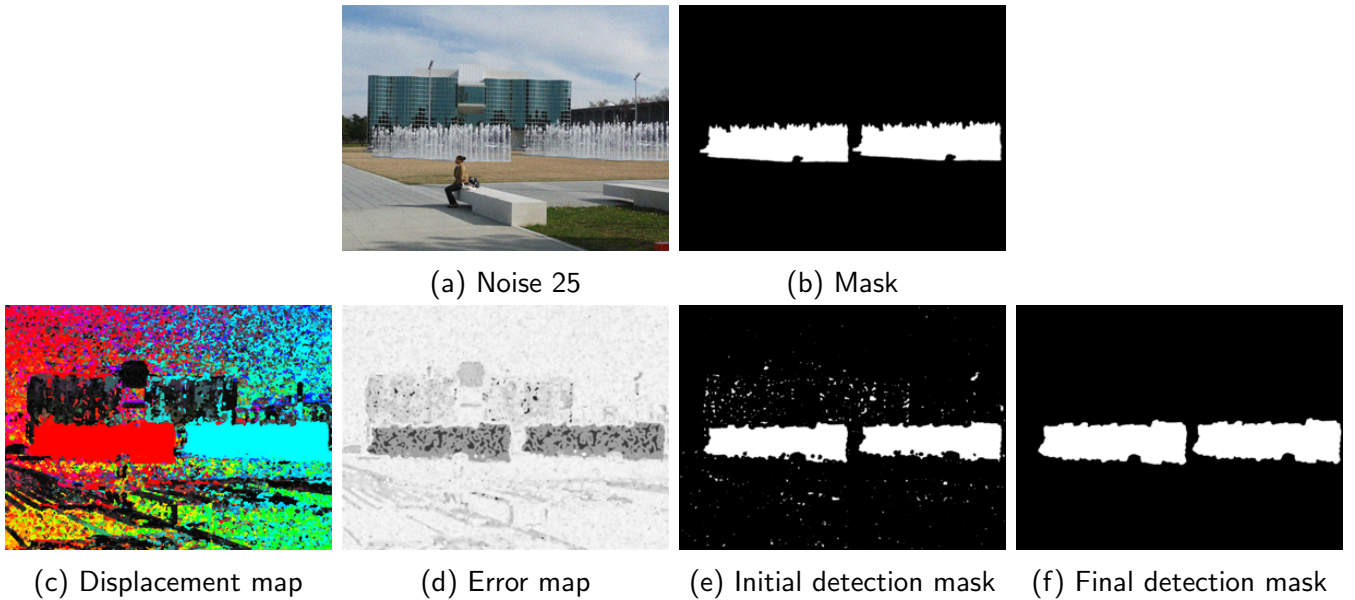 (a) Noise 25
(b) Mask
(c) Displacement map
(d) Error map
(e) Initial detection mask
(f) Final detection mask